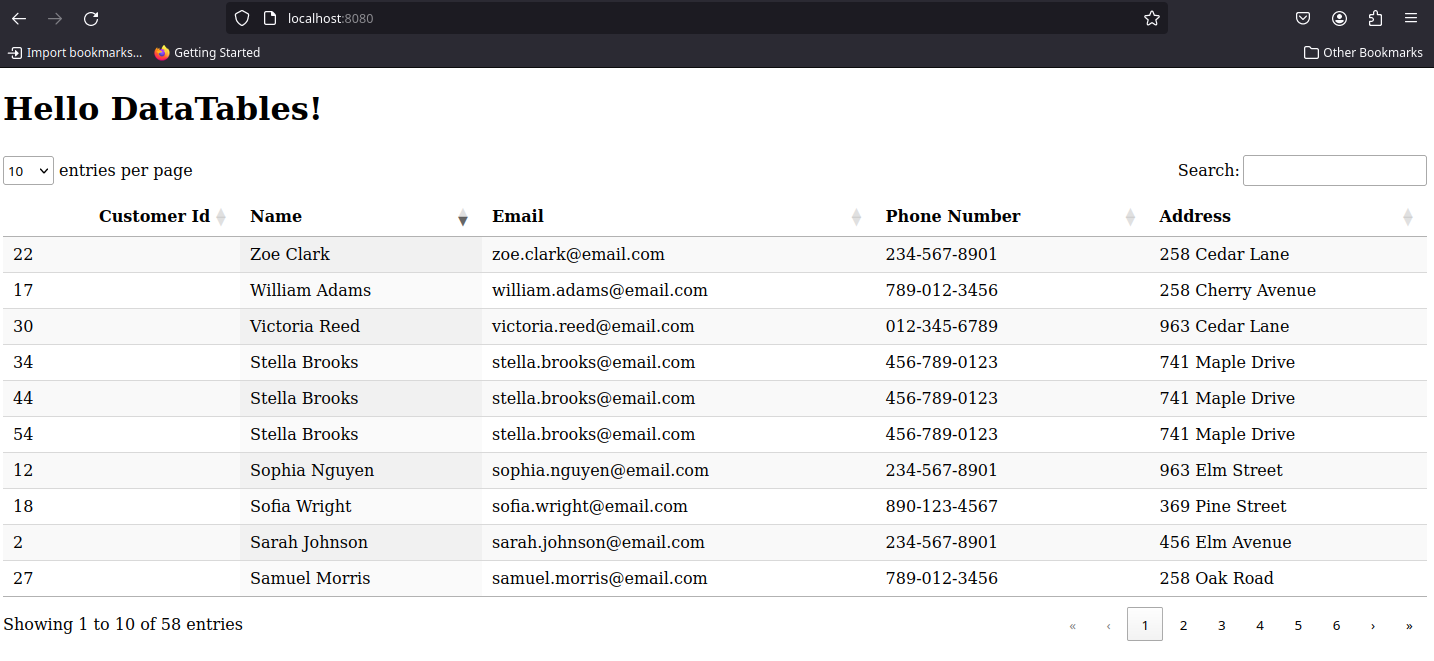 localhost:8080
Import bookmarks... Getting Started Other Bookmarks
Hello DataTables!
10 entries per page Search:
Customer Id Name Email Phone Number Address
22 Zoe Clark zoe.clark@email.com 234-567-8901 258 Cedar Lane
17 William Adams william.adams@email.com 789-012-3456 258 Cherry Avenue
30 Victoria Reed victoria.reed@email.com 012-345-6789 963 Cedar Lane
34 Stella Brooks stella.brooks@email.com 456-789-0123 741 Maple Drive
44 Stella Brooks stella.brooks@email.com 456-789-0123 741 Maple Drive
54 Stella Brooks stella.brooks@email.com 456-789-0123 741 Maple Drive
12 Sophia Nguyen sophia.nguyen@email.com 234-567-8901 963 Elm Street
18 Sofia Wright sofia.wright@email.com 890-123-4567 369 Pine Street
2 Sarah Johnson sarah.johnson@email.com 234-567-8901 456 Elm Avenue
27 Samuel Morris samuel.morris@email.com 789-012-3456 258 Oak Road
Showing 1 to 10 of 58 entries « ‹ 1 2 3 4 5 6 › »